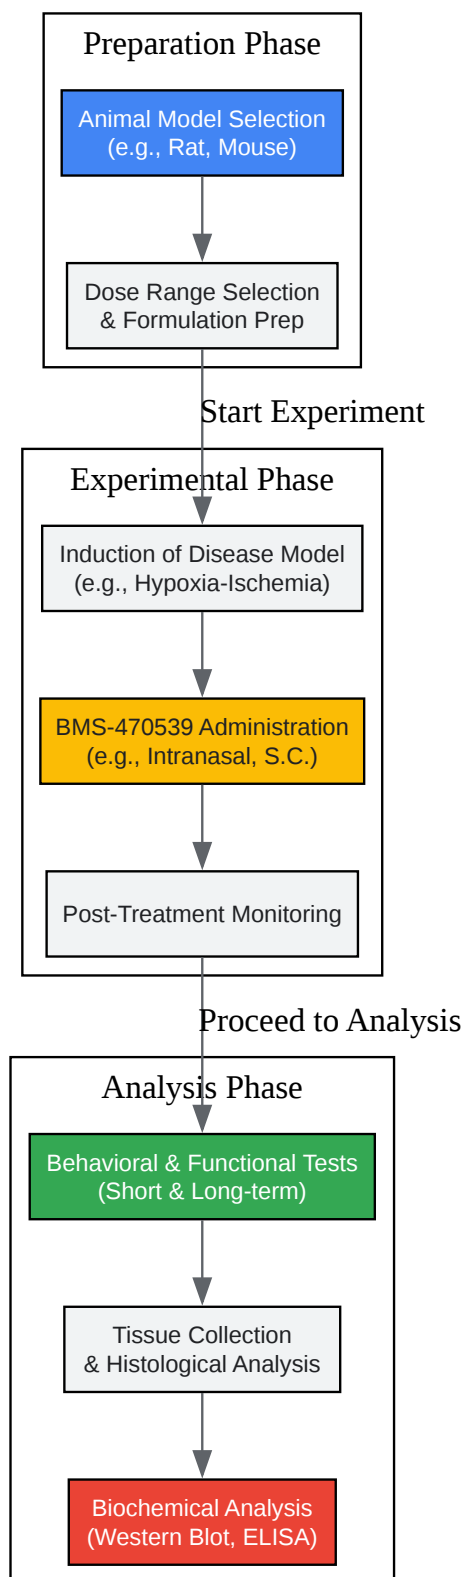 Preparation Phase
Animal Model Selection
(e.g., Rat, Mouse)
Dose Range Selection
& Formulation Prep
Start Experiment
Experimental Phase
Induction of Disease Model
(e.g., Hypoxia-Ischemia)
BMS-470539 Administration
(e.g., Intranasal, S.C.)
Post-Treatment Monitoring
Proceed to Analysis
Analysis Phase
Behavioral & Functional Tests
(Short & Long-term)
Tissue Collection
& Histological Analysis
Biochemical Analysis
(Western Blot, ELISA)